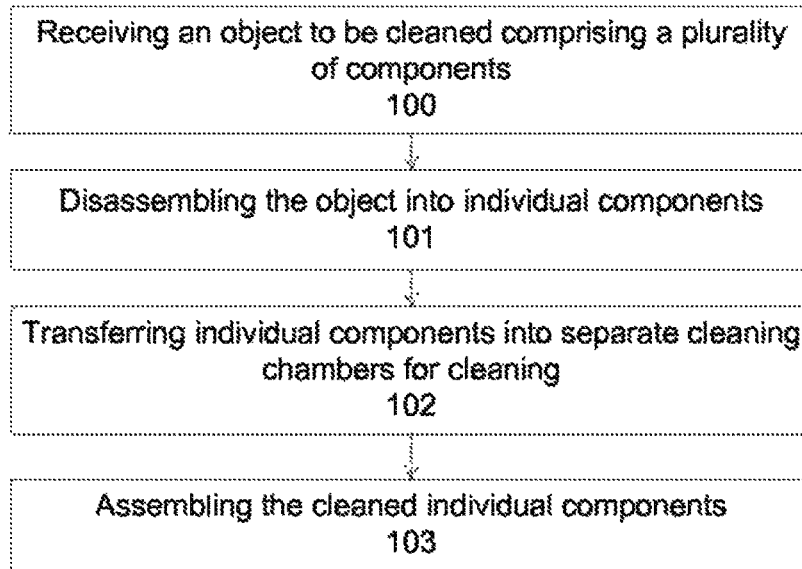 Receiving an object to be cleaned comprising a plurality
of components
100
Disassembling the object into individual components
101
Transferring individual components into separate cleaning
chambers for cleaning
102
Assembling the cleaned individual components
103